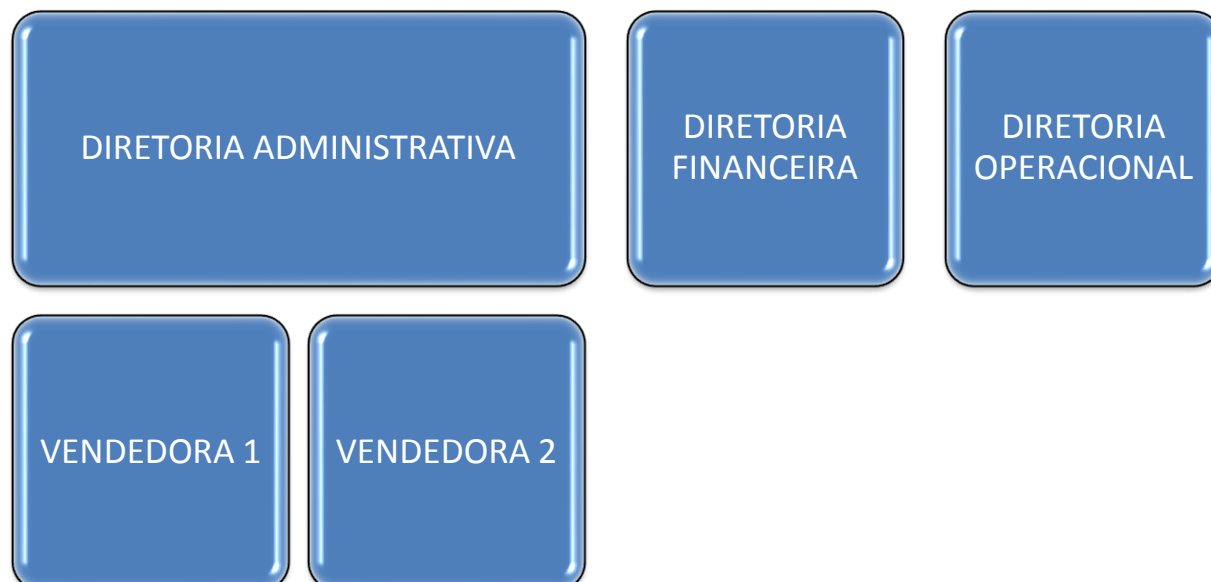 DIRETORIA ADMINISTRATIVA
DIRETORIA
FINANCEIRA
DIRETORIA
OPERACIONAL
VENDEDORA 1
VENDEDORA 2